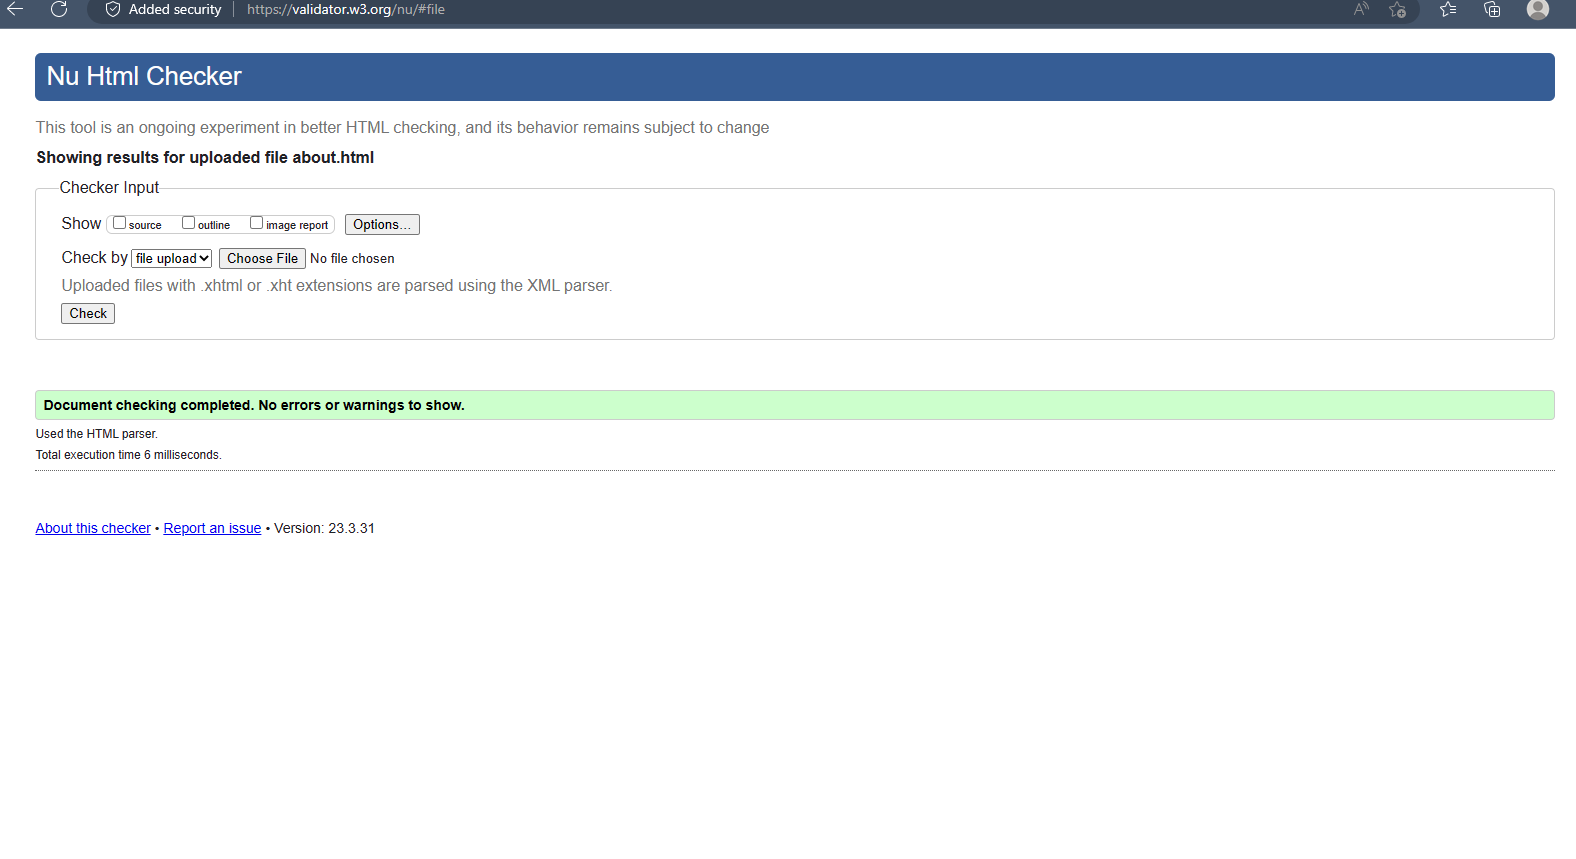 Added security https://validator.w3.org/nu/#file
Nu Html Checker
This tool is an ongoing experiment in better HTML checking, and its behavior remains subject to change
Showing results for uploaded file about.html
Checker Input
Show source outline image report Options...
Check by file upload Choose File No file chosen
Uploaded files with .xhtml or .xht extensions are parsed using the XML parser.
Check
Document checking completed. No errors or warnings to show.
Used the HTML parser.
Total execution time 6 milliseconds.
About this checker • Report an issue • Version: 23.3.31